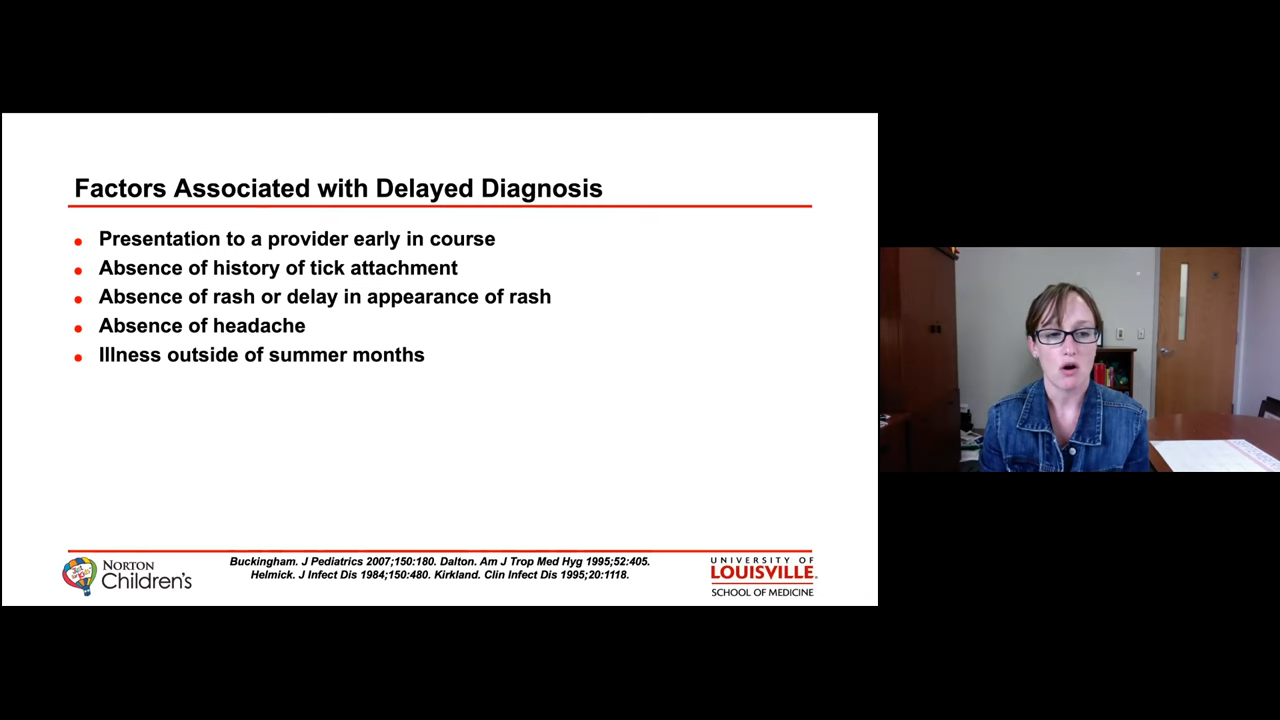 Factors Associated with Delayed Diagnosis
Presentation to a provider early in course
Absence of history of tick attachment
Absence of rash or delay in appearance of rash
Absence of headache
Illness outside of summer months
Buckingham. J Pediatrics 2007;150:180. Dalton. Am J Trop Med Hyg 1995;52:405.
Helmick. J Infect Dis 1984;150:480. Kirkland. Clin Infect Dis 1995;20:1118.
NORTON
Children's
UNIVERSITY OF
LOUISVILLE.
SCHOOL OF MEDICINE